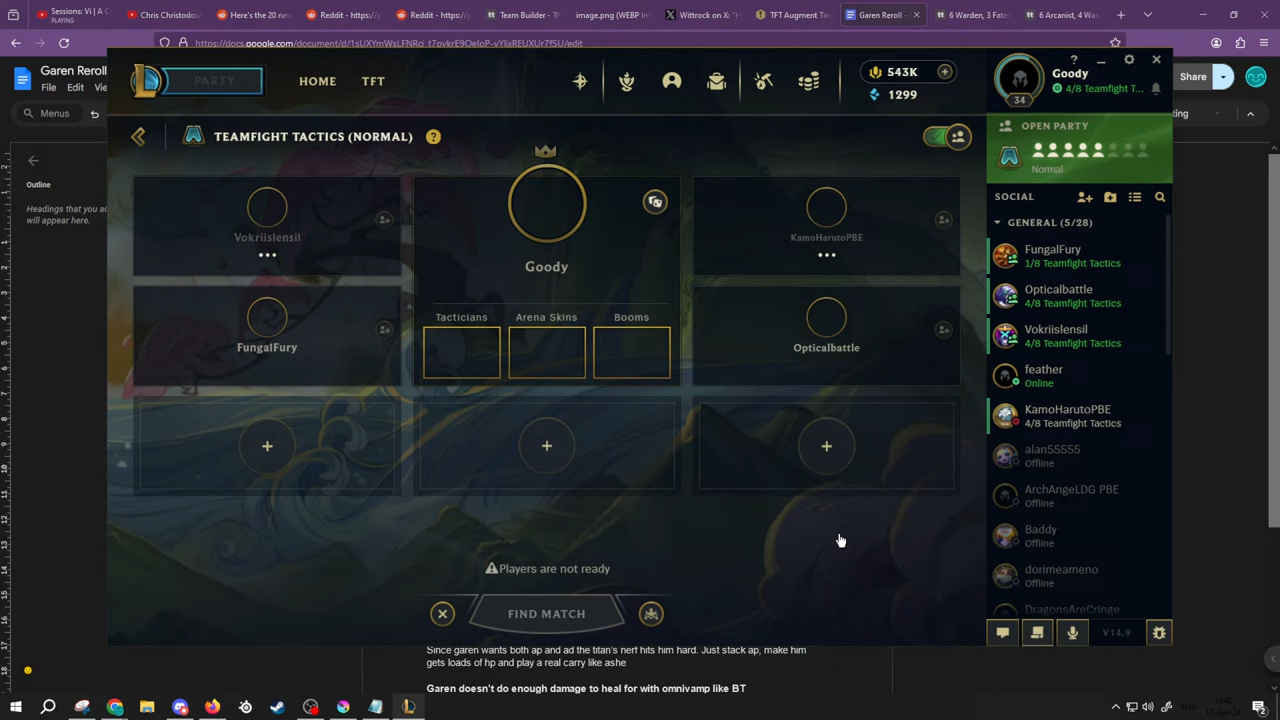 Sessions: Vi | A C
PLAYING
Chris Christodou
Here's the 20 nev
Reddit - https:/
Reddit - https:/
Team Builder -
image.png (WEBP
Wittrock on X: "H
TFT Augment Tie
Garen Reroll -
6 Warden, 3 Fate
6 Arcanist, 4 War
https://docs.google.com/document/d/
Garen Reroll
File Edit Vie
Share
Menus
Outline
Headings that you ad
will appear here.
PARTY
HOME
TFT
543K
1299
TEAMFIGHT TACTICS (NORMAL)
Vokriislensil
Goody
KamoHarutoPBE
Tacticians
Arena Skins
Booms
FungalFury
Opticalbattle
Players are not ready
FIND MATCH
34
Goody
4/8 Teamfight T...
OPEN PARTY
Normal
SOCIAL
GENERAL (5/28)
FungalFury
1/8 Teamfight Tactics
Opticalbattle
4/8 Teamfight Tactics
Vokriislensil
4/8 Teamfight Tactics
feather
Online
KamoHarutoPBE
4/8 Teamfight Tactics
alan55555
Offline
ArchAngeLDG PBE
Offline
Baddy
Offline
dorimeameno
Offline
DragonsAreCringe
V14.9
Since garen wants both ap and ad the titan's nerf hits him hard. Just stack ap, make him
gets loads of hp and play a real carry like ashe
Garen doesn't do enough damage to heal for with omnivamp like BT
ENG